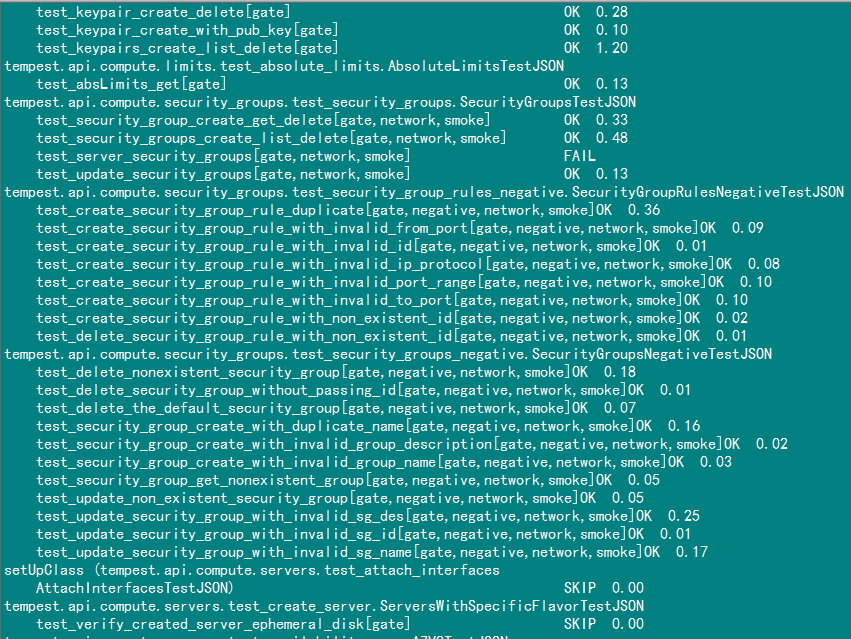 test_keypair_create_delete[gate] OK 0.28
test_keypair_create_with_pub_key[gate] OK 0.10
test_keypairs_create_list_delete[gate] OK 1.20
tempest.api.compute.limits.test_absolute_limits.AbsoluteLimitsTestJSON
test_absLimits_get[gate] OK 0.13
tempest.api.compute.security_groups.test_security_groups.SecurityGroupsTestJSON
test_security_group_create_get_delete[gate,network,smoke] OK 0.33
test_security_groups_create_list_delete[gate,network,smoke] OK 0.48
test_server_security_groups[gate,network,smoke] FAIL
test_update_security_groups[gate,network,smoke] OK 0.13
tempest.api.compute.security_groups.test_security_group_rules_negative.SecurityGroupRulesNegativeTestJSON
test_create_security_group_rule_duplicate[gate,negative,network,smoke]OK 0.36
test_create_security_group_rule_with_invalid_from_port[gate,negative,network,smoke]OK 0.09
test_create_security_group_rule_with_invalid_id[gate,negative,network,smoke]OK 0.01
test_create_security_group_rule_with_invalid_ip_protocol[gate,negative,network,smoke]OK 0.08
test_create_security_group_rule_with_invalid_port_range[gate,negative,network,smoke]OK 0.10
test_create_security_group_rule_with_invalid_to_port[gate,negative,network,smoke]OK 0.10
test_create_security_group_rule_with_non_existent_id[gate,negative,network,smoke]OK 0.02
test_delete_security_group_rule_with_non_existent_id[gate,negative,network,smoke]OK 0.01
tempest.api.compute.security_groups.test_security_groups_negative.SecurityGroupsNegativeTestJSON
test_delete_nonexistent_security_group[gate,negative,network,smoke]OK 0.18
test_delete_security_group_without_passing_id[gate,negative,network,smoke]OK 0.01
test_delete_the_default_security_group[gate,negative,network,smoke]OK 0.07
test_security_group_create_with_duplicate_name[gate,negative,network,smoke]OK 0.16
test_security_group_create_with_invalid_group_description[gate,negative,network,smoke]OK 0.02
test_security_group_create_with_invalid_group_name[gate,negative,network,smoke]OK 0.03
test_security_group_get_nonexistent_group[gate,negative,network,smoke]OK 0.05
test_update_non_existent_security_group[gate,negative,network,smoke]OK 0.05
test_update_security_group_with_invalid_sg_des[gate,negative,network,smoke]OK 0.25
test_update_security_group_with_invalid_sg_id[gate,negative,network,smoke]OK 0.01
test_update_security_group_with_invalid_sg_name[gate,negative,network,smoke]OK 0.17
setUpClass (tempest.api.compute.servers.test_attach_interfaces
AttachInterfacesTestJSON) SKIP 0.00
tempest.api.compute.servers.test_create_server.ServersWithSpecificFlavorTestJSON
test_verify_created_server_ephemeral_disk[gate] SKIP 0.00